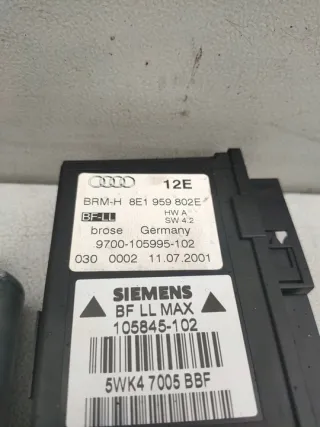 12E
BRM-H 8E1 959 802E
BF-LL HW A
SW 4.2
brose Germany
9700-105995-102
030 0002 11.07.2001
SIEMENS
BF LL MAX
105845-102
5WK4 7005 BBF